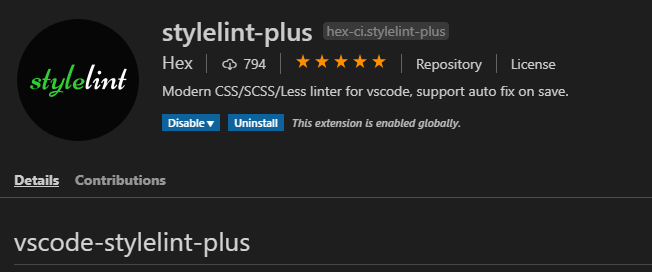 stylelint
stylelint-plus hex-ci.stylelint-plus
Hex 794 ★★★★★ Repository License
Modern CSS/SCSS/Less linter for vscode, support auto fix on save.
Disable▼ Uninstall This extension is enabled globally.
Details Contributions
vscode-stylelint-plus